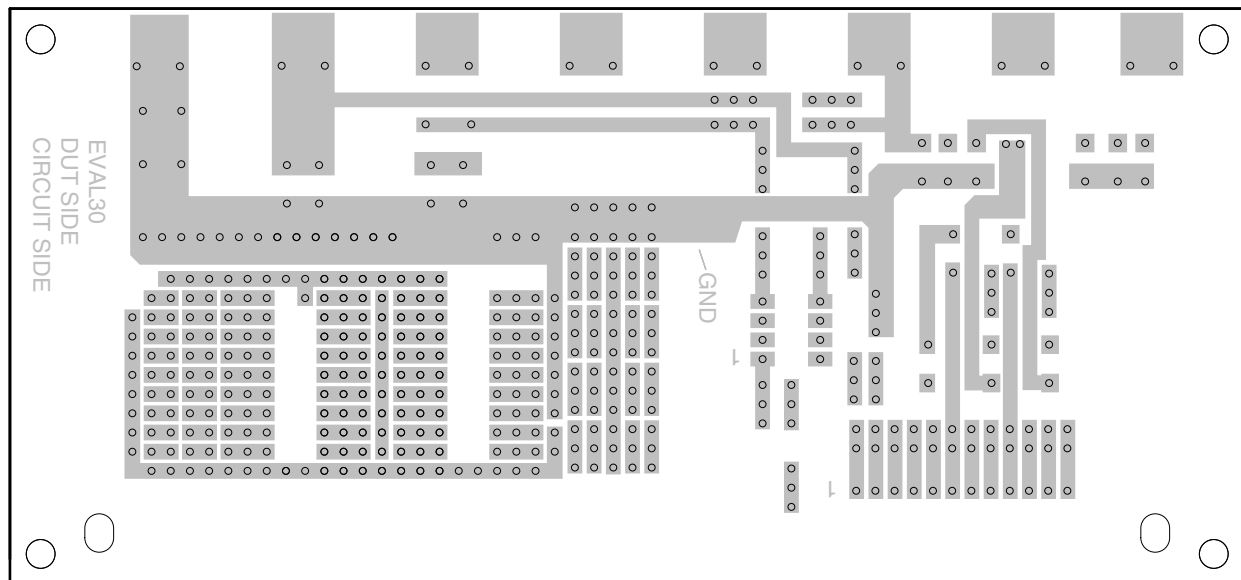 EVAL30
DUT SIDE
CIRCUIT SIDE
GND
1
1